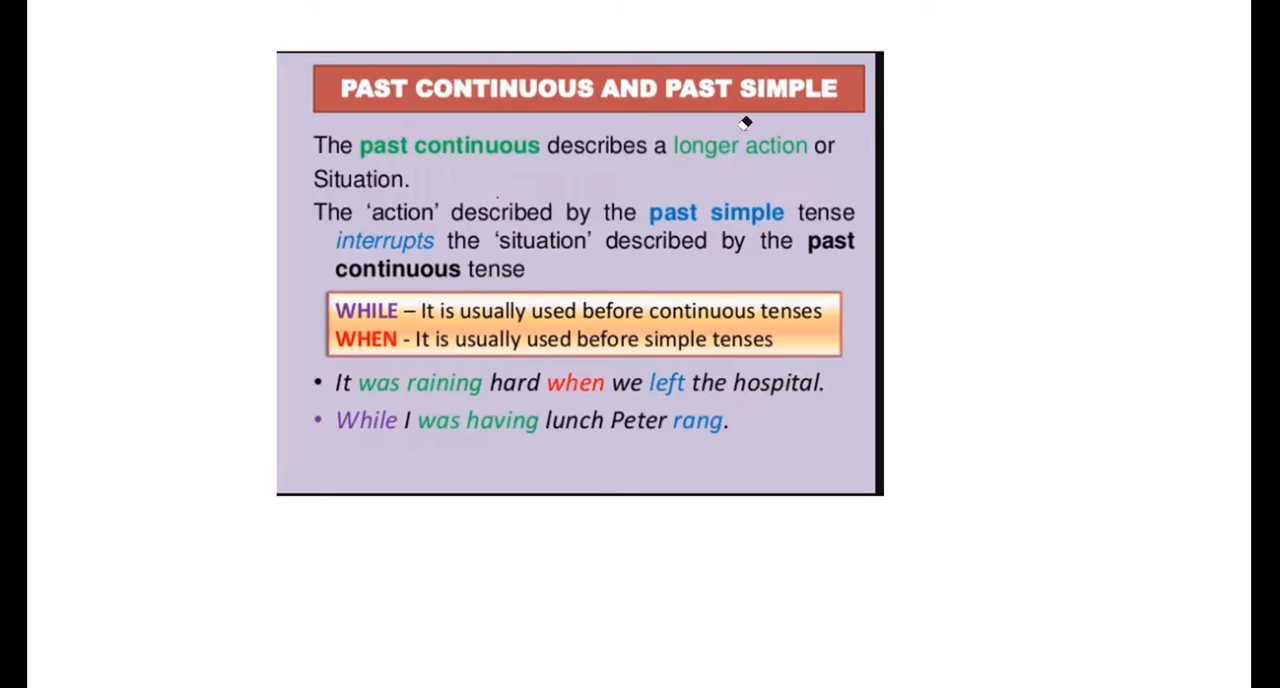 PAST CONTINUOUS AND PAST SIMPLE
The past continuous describes a longer action or
Situation.
The ‘action’ described by the past simple tense
interrupts the ‘situation’ described by the past
continuous tense
WHILE – It is usually used before continuous tenses
WHEN - It is usually used before simple tenses
• It was raining hard when we left the hospital.
• While I was having lunch Peter rang.